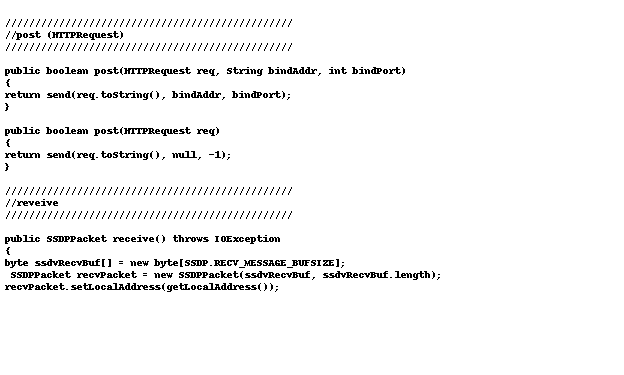 ////////////////////////////////////////////////
//post (HTTPRequest)
////////////////////////////////////////////////
public boolean post(HTTPRequest req, String bindAddr, int bindPort)
{
return send(req.toString(), bindAddr, bindPort);
}
public boolean post(HTTPRequest req)
{
return send(req.toString(), null, -1);
}
////////////////////////////////////////////////
//reveive
////////////////////////////////////////////////
public SSDPPacket receive() throws IOException
{
byte ssdvRecvBuf[] = new byte[SSDP.RECV_MESSAGE_BUFSIZE];
SSDPPacket recvPacket = new SSDPPacket(ssdvRecvBuf, ssdvRecvBuf.length);
recvPacket.setLocalAddress(getLocalAddress());